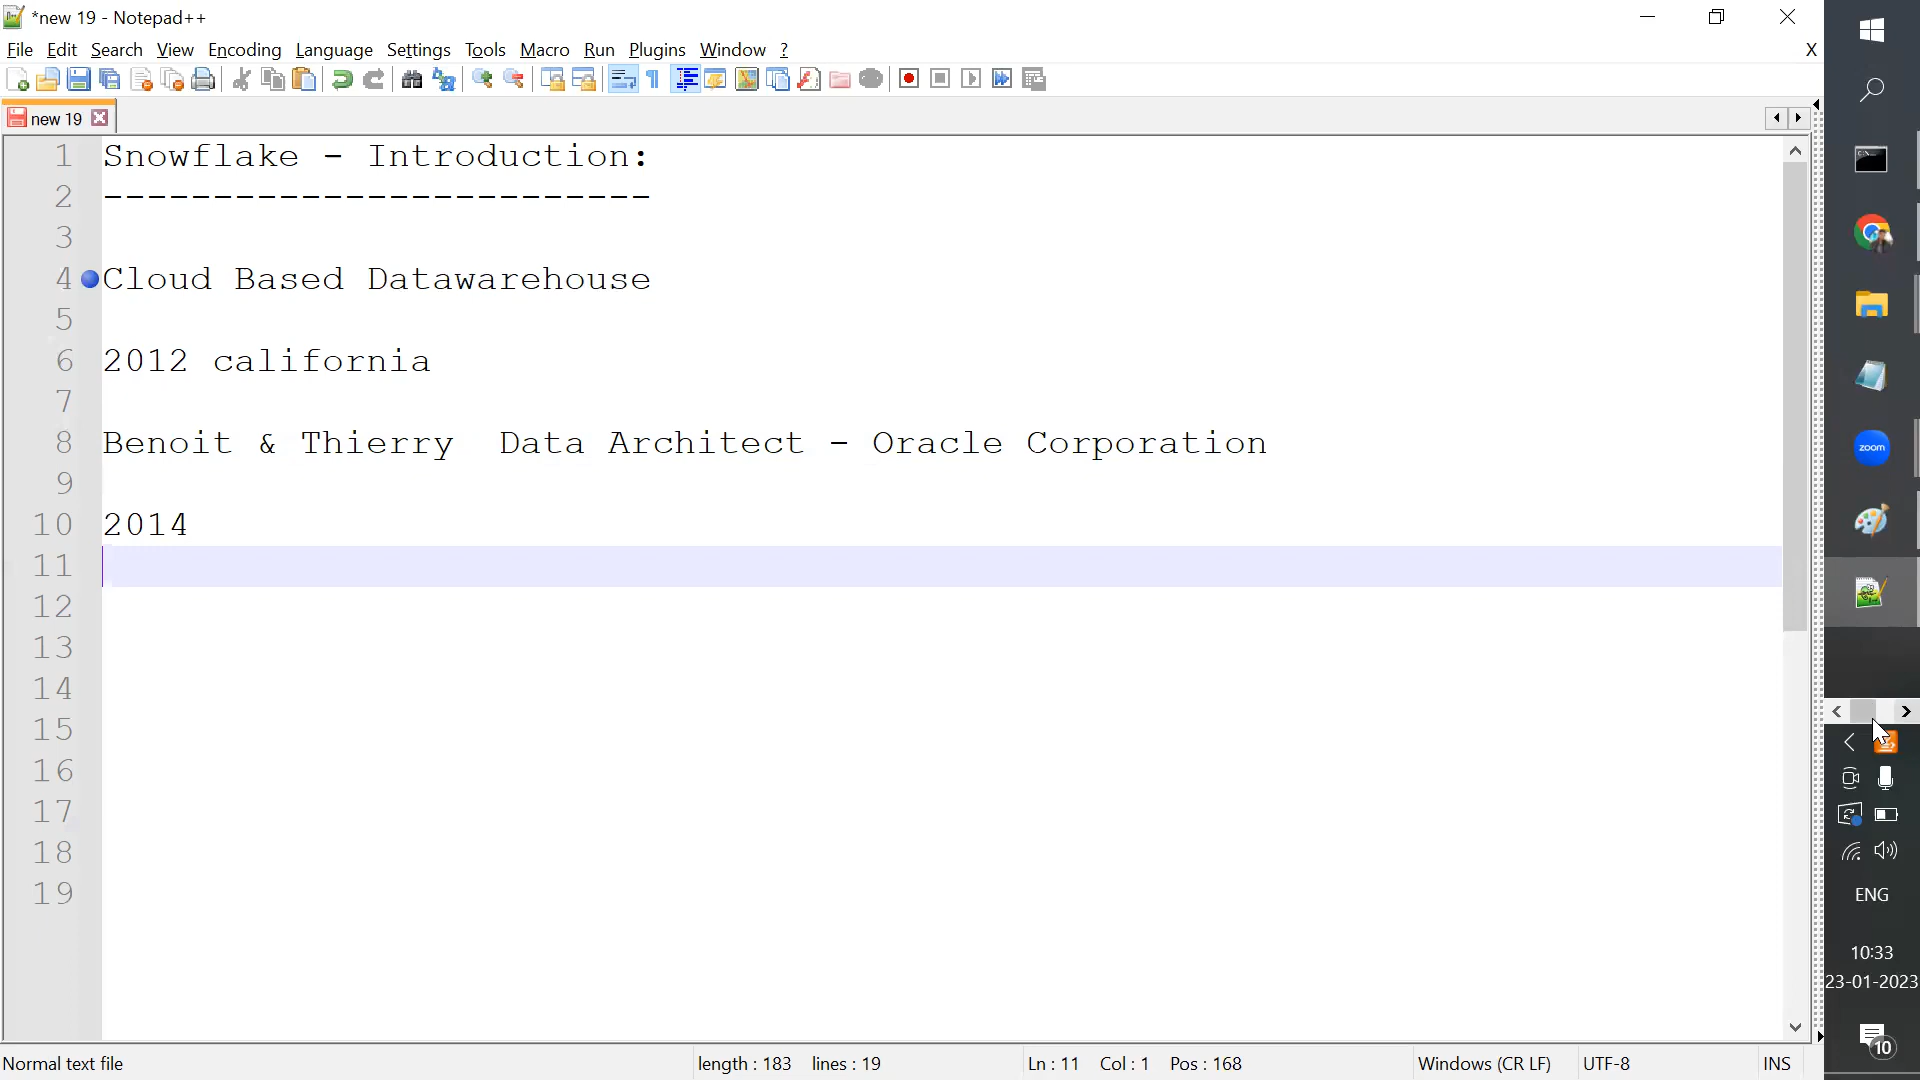 *new 19 - Notepad++
File Edit Search View Encoding Language Settings Tools Macro Run Plugins Window ?
X
new 19
1 Snowflake - Introduction:
2 -------------------------
3
4 Cloud Based Datawarehouse
5
6 2012 california
7
8 Benoit & Thierry  Data Architect - Oracle Corporation
9
10 2014
11
12
13
14
15
16
17
18
19
zoom
ENG
10:33
23-01-2023
10
Normal text file length : 183 lines : 19 Ln : 11 Col : 1 Pos : 168 Windows (CR LF) UTF-8 INS